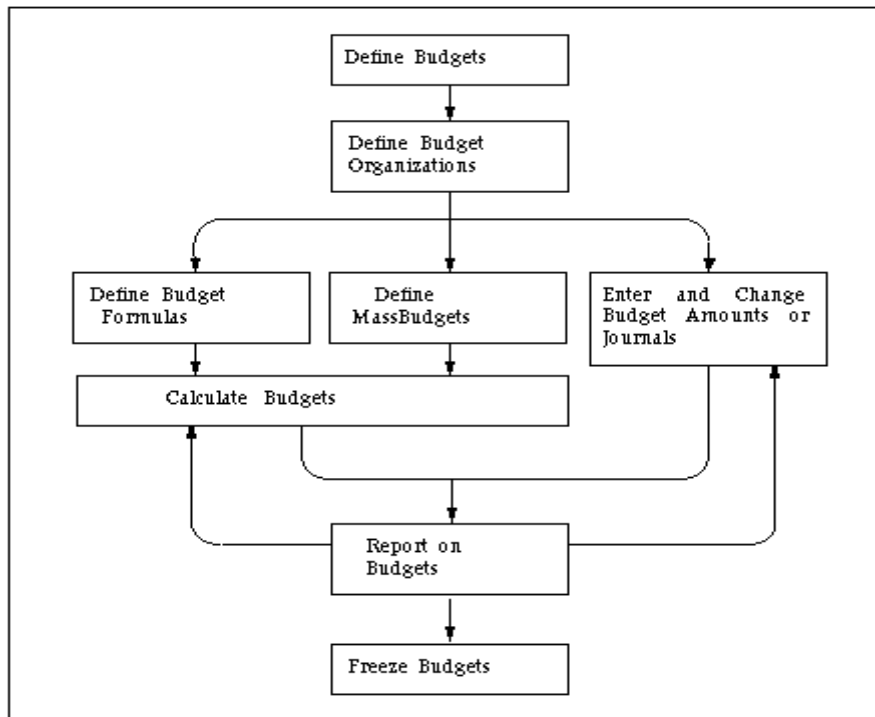 Define Budgets
Define Budget
Organizations
Define Budget
Formulas
Define
MassBudgets
Enter and Change
Budget Amounts or
Journals
Calculate Budgets
Report on
Budgets
Freeze Budgets